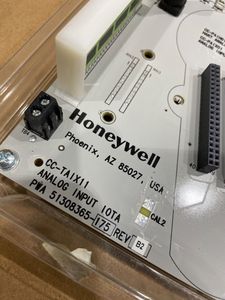 Honeywell
Phoenix, AZ 85027, USA
CC-TAIX11
ANALOG INPUT IOTA
PWA 51308365-175 REV B2
CAL2